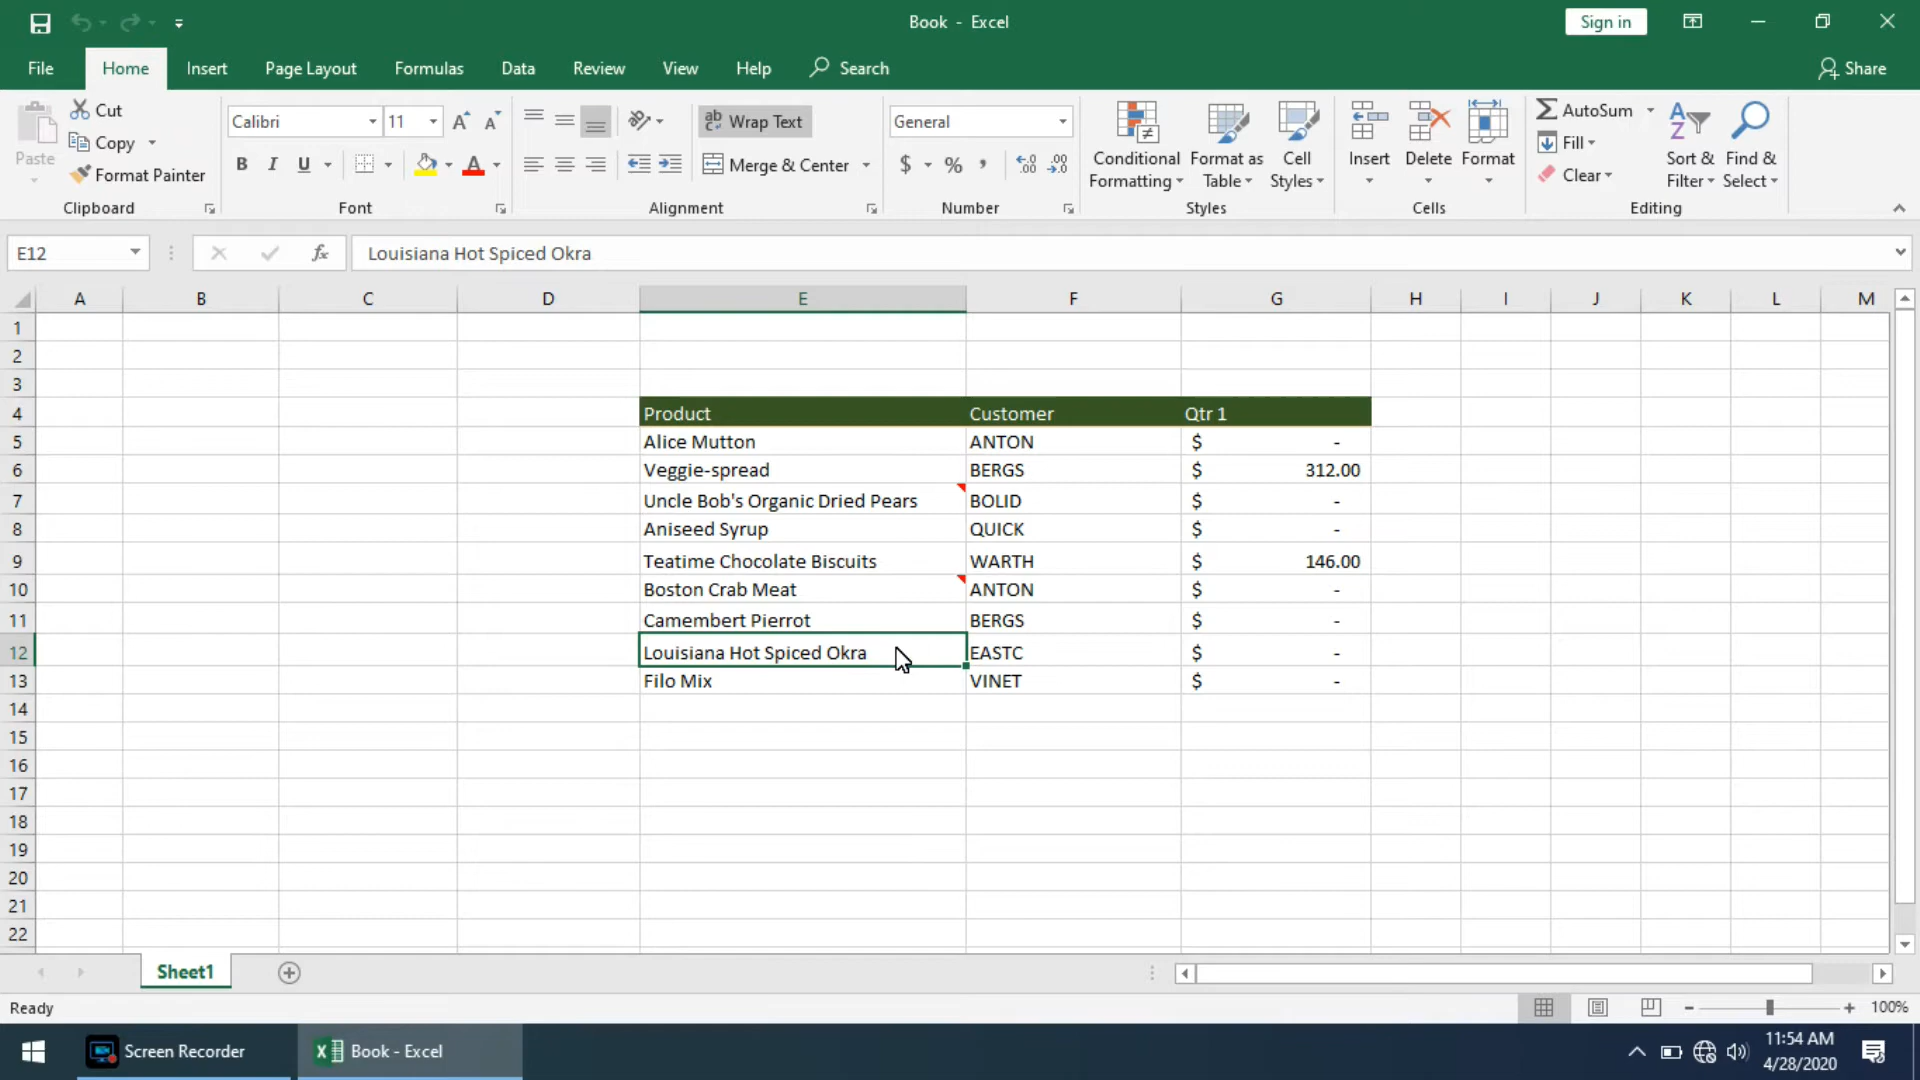 Book - Excel
Sign in
File Home Insert Page Layout Formulas Data Review View Help Search Share
Paste
Cut
Copy
Format Painter
Clipboard
Calibri 11
A A
B I U A
Font
ab Wrap Text
Merge & Center
Alignment
General
$ % , .00 .00
Number
Conditional Formatting
Format as Table
Cell Styles
Styles
Insert Delete Format
Cells
AutoSum
Fill
Clear
Sort & Filter
Find & Select
Editing
E12 fx Louisiana Hot Spiced Okra
A B C D E F G H I J K L M
1
2
3
4 Product Customer Qtr 1
5 Alice Mutton ANTON $ -
6 Veggie-spread BERGS $ 312.00
7 Uncle Bob's Organic Dried Pears BOLID $ -
8 Aniseed Syrup QUICK $ -
9 Teatime Chocolate Biscuits WARTH $ 146.00
10 Boston Crab Meat ANTON $ -
11 Camembert Pierrot BERGS $ -
12 Louisiana Hot Spiced Okra EASTC $ -
13 Filo Mix VINET $ -
14
15
16
17
18
19
20
21
22
Sheet1
Ready 100%
Screen Recorder Book - Excel 11:54 AM
4/28/2020